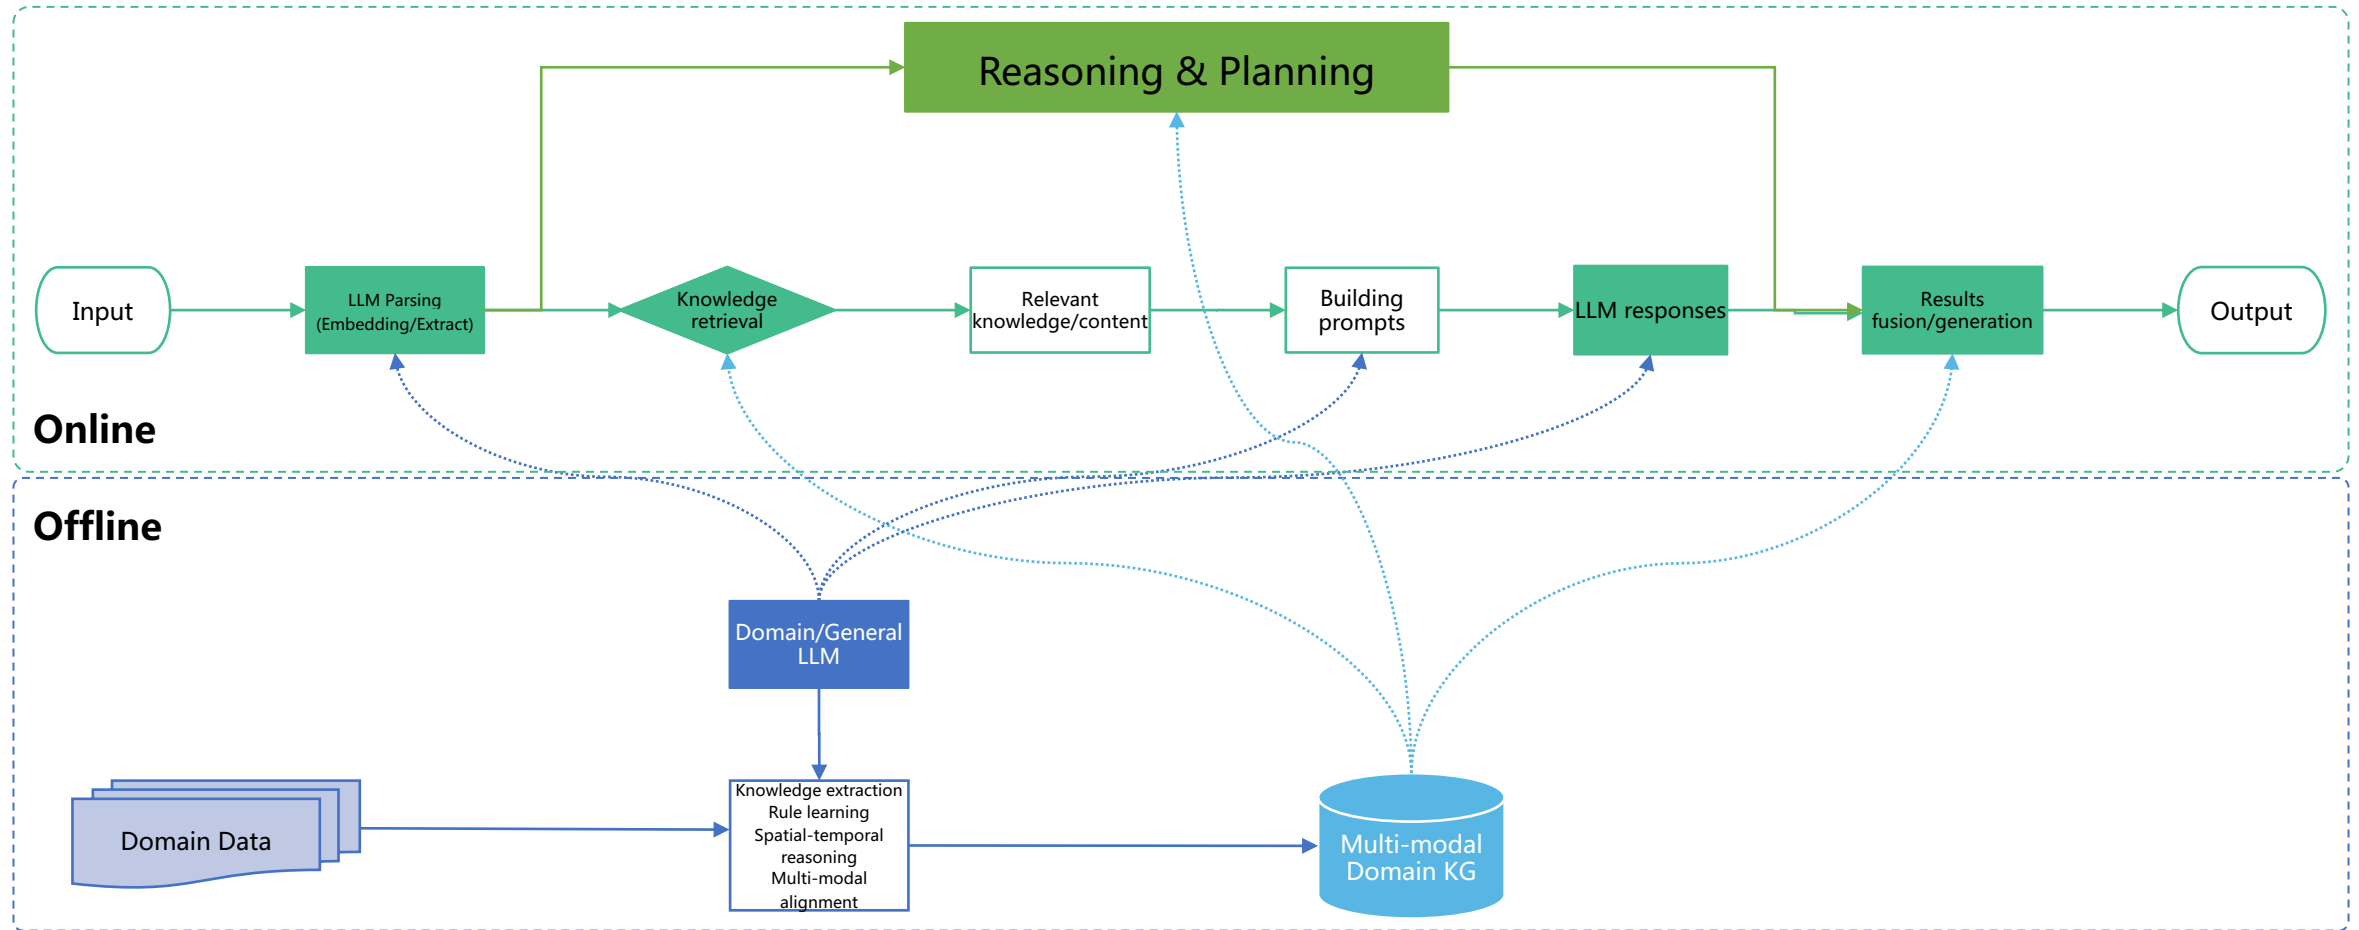 Reasoning & Planning
Input
LLM Parsing
(Embedding/Extract)
Knowledge
retrieval
Relevant
knowledge/content
Building
prompts
LLM responses
Results
fusion/generation
Output
Online
Offline
Domain/General
LLM
Domain Data
Knowledge extraction
Rule learning
Spatial-temporal
reasoning
Multi-modal
alignment
Multi-modal
Domain KG